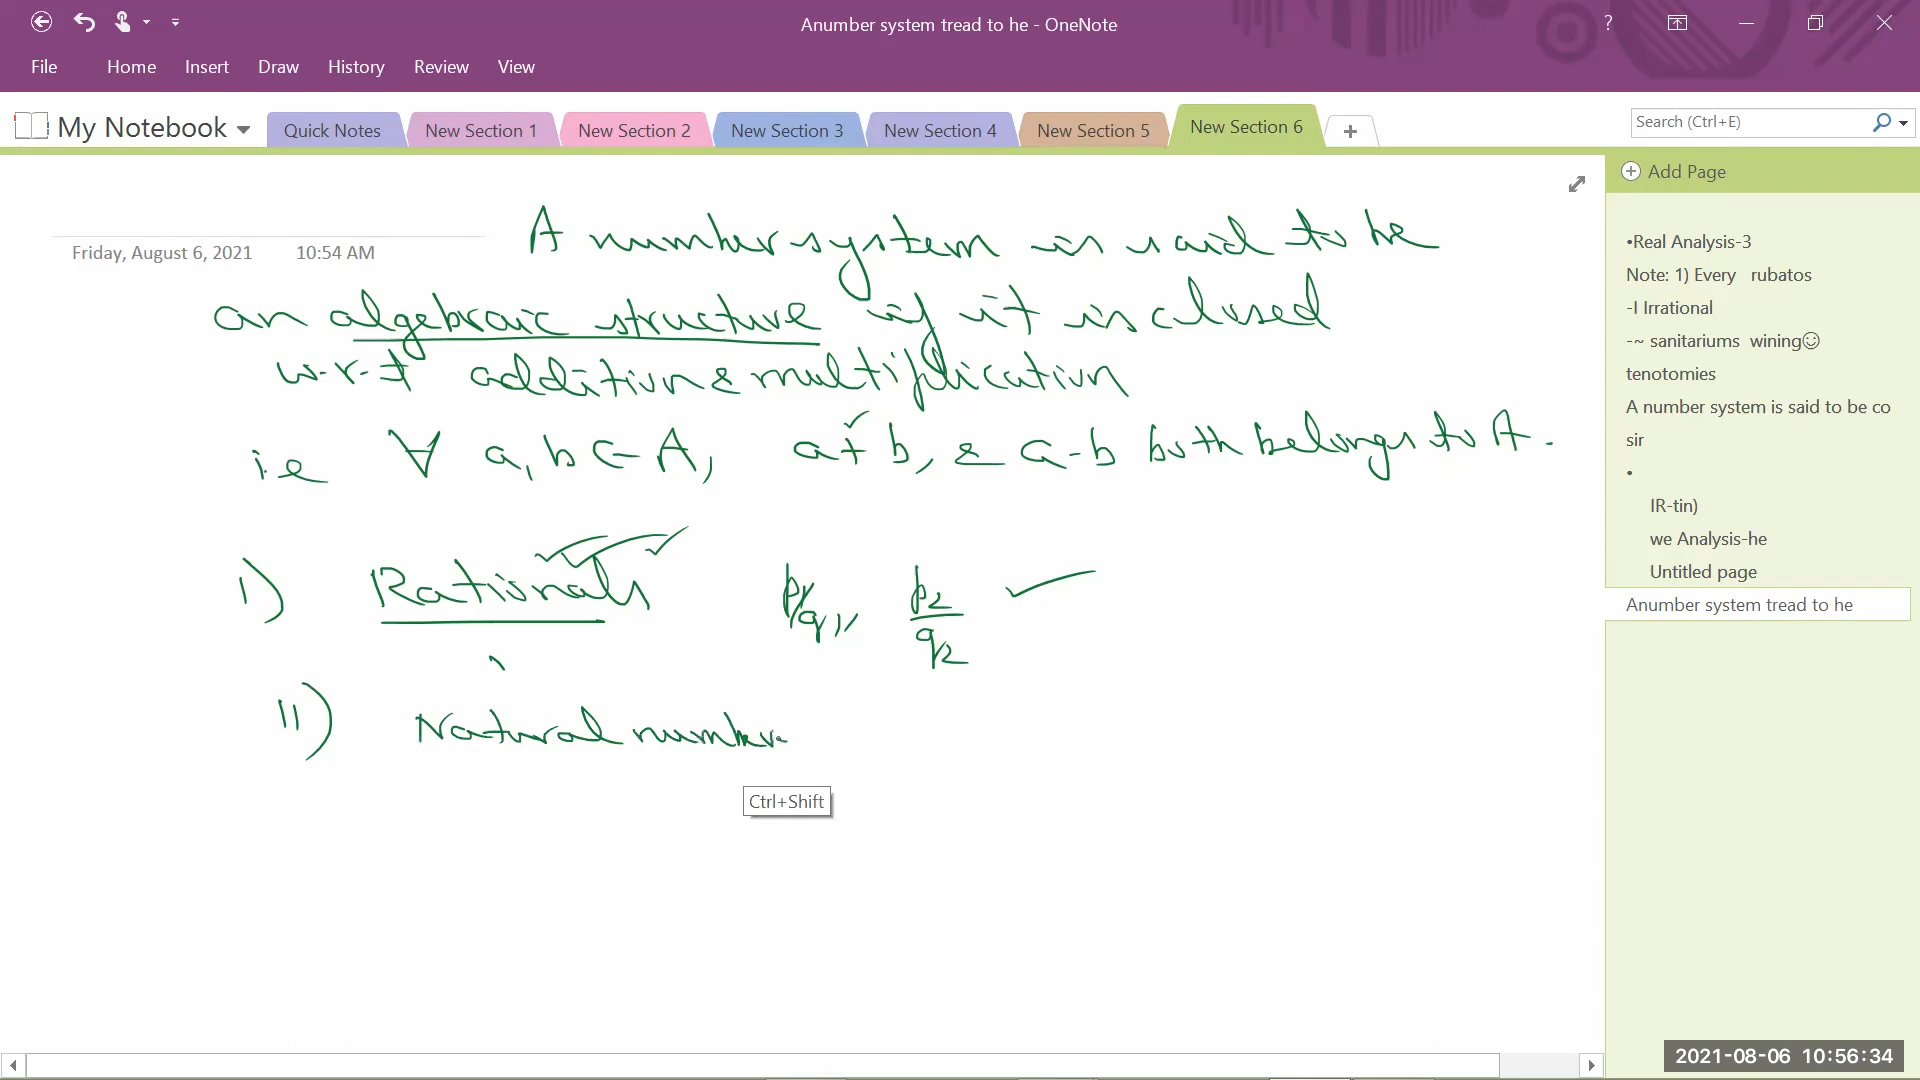 Anumber system tread to he - OneNote
?
File Home Insert Draw History Review View
My Notebook
Quick Notes New Section 1 New Section 2 New Section 3 New Section 4 New Section 5 New Section 6 +
Search (Ctrl+E)
Friday, August 6, 2021 10:54 AM
A number system is said to be
an algebraic structure if it is closed
w.r.t addition & multiplication
i.e ∀ a, b ∈ A, a + b, & a - b both belongs to A.
1) Rationals p/q1, p2/q2
11) Natural number
Ctrl+Shift
Add Page
•Real Analysis-3
Note: 1) Every rubatos
-I Irrational
-~ sanitariums wining☺
tenotomies
A number system is said to be co
sir
•
IR-tin)
we Analysis-he
Untitled page
Anumber system tread to he
2021-08-06 10:56:34